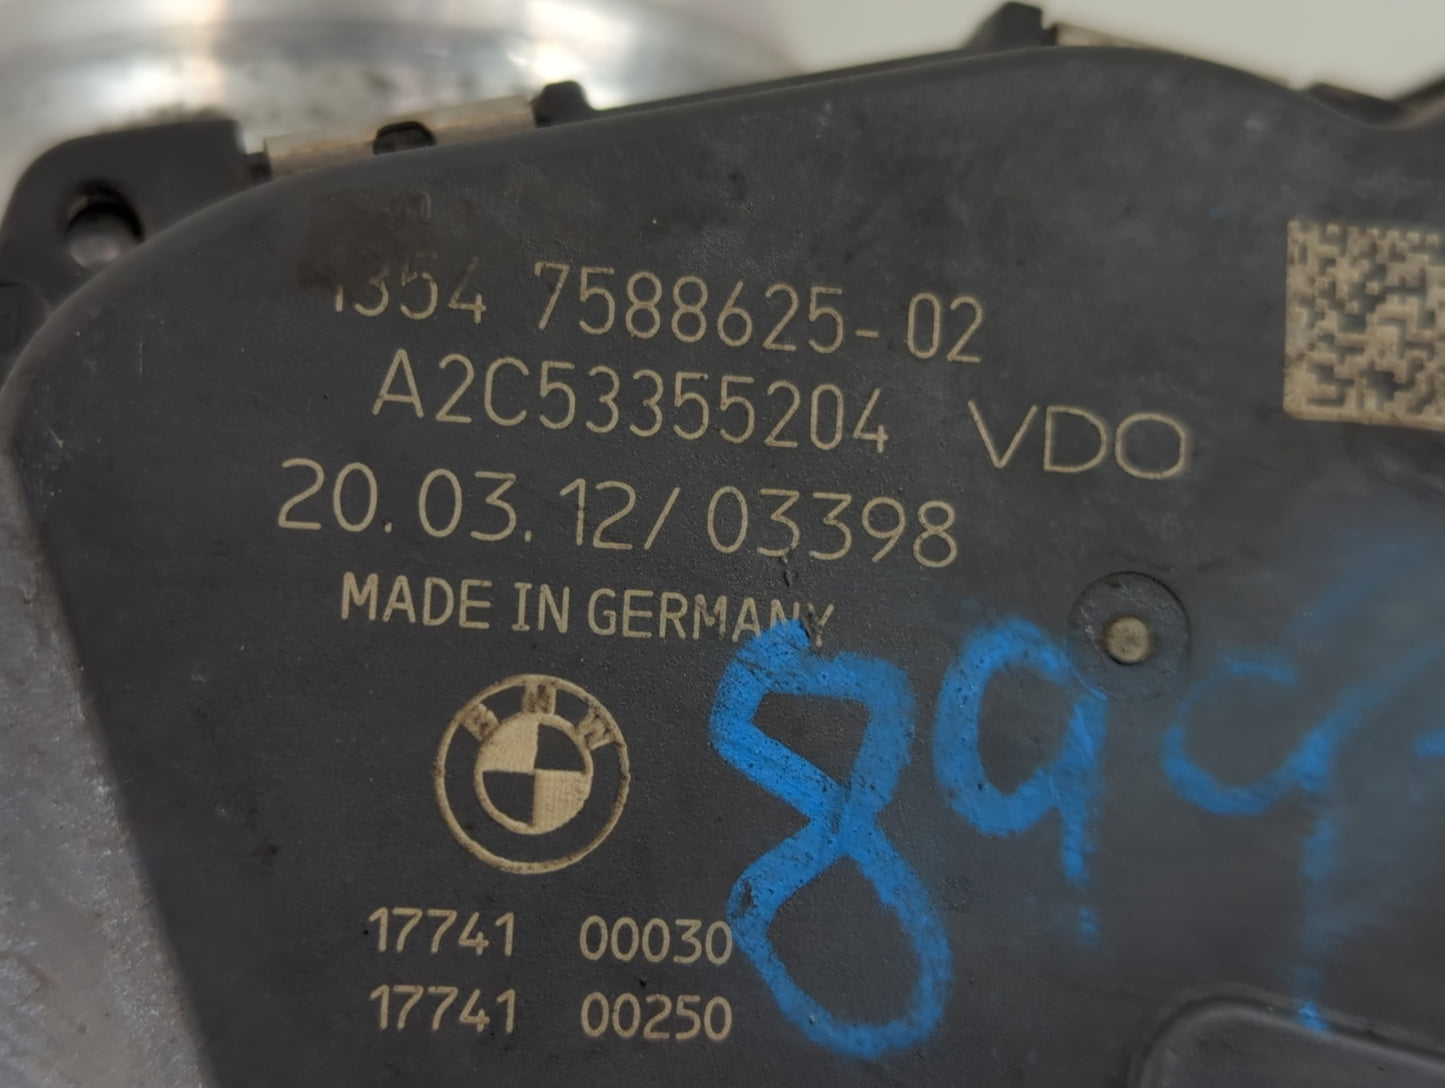 1354 7588625-02
A2C53355204 VDO
20.03.12/03398
MADE IN GERMANY
BMW
17741 00030
17741 00250